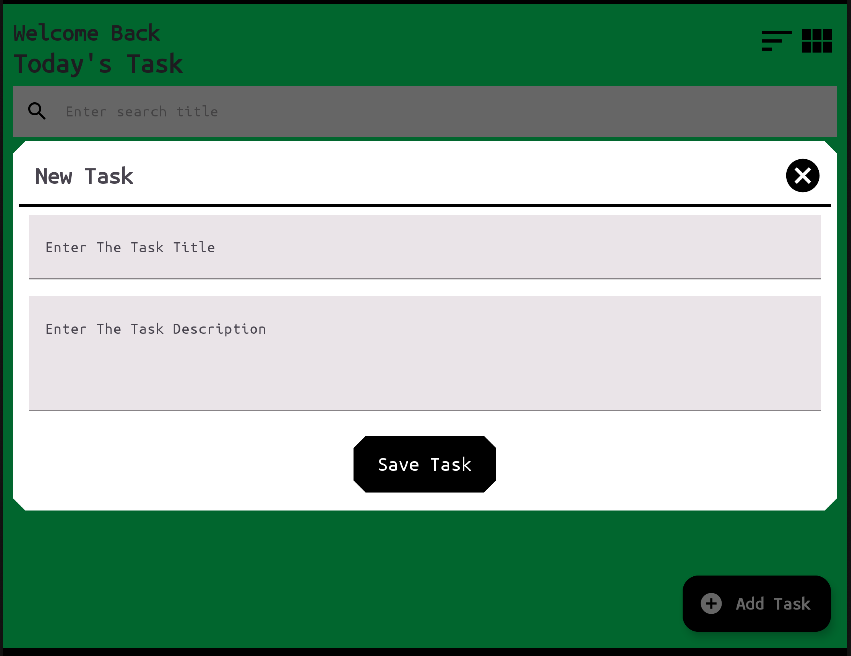 Welcome Back
Today's Task
Enter search title
New Task
Enter The Task Title
Enter The Task Description
Save Task
Add Task